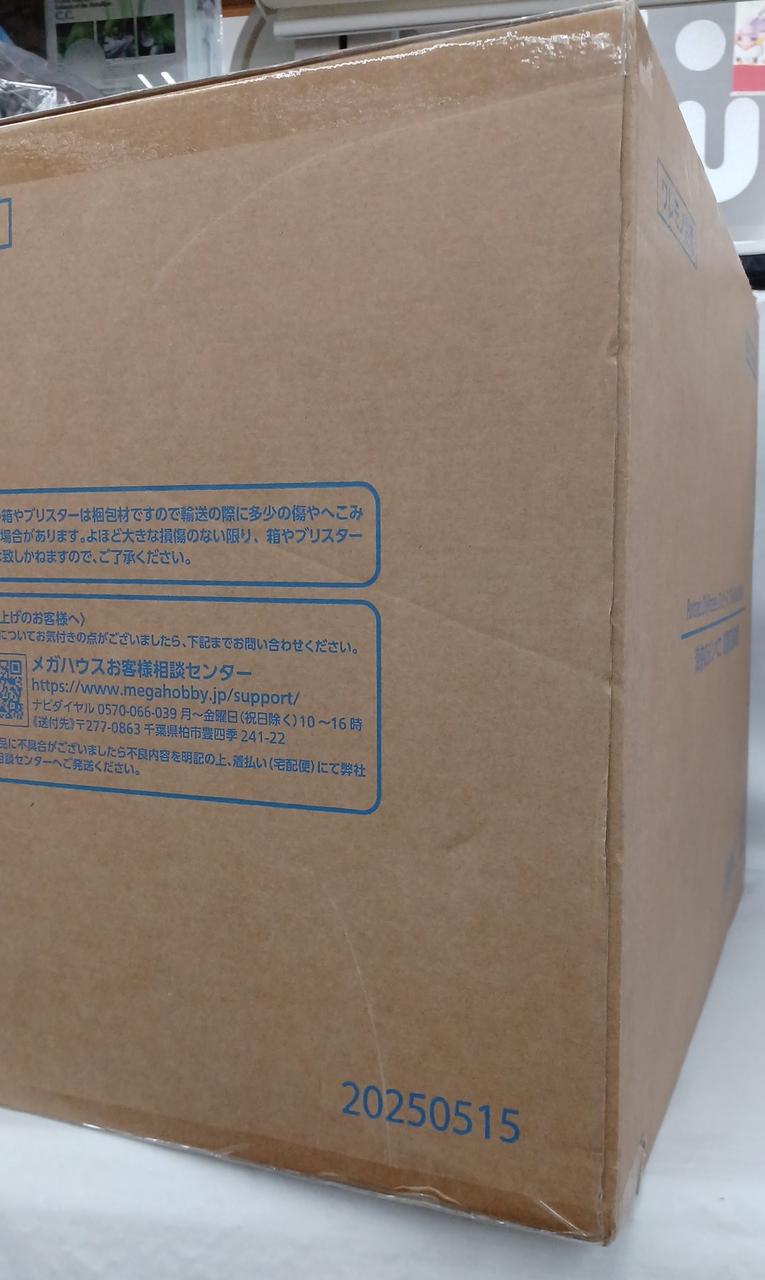 C.C.
ワレモノ注意
箱やブリスターは梱包材ですので輸送の際に多少の傷やへこみ
場合があります。よほど大きな損傷のない限り、箱やブリスター
致しかねますので、ご了承ください。
上げのお客様へ〉
についてお気付きの点がございましたら、下記までお問い合わせください。
メガハウスお客様相談センター
https://www.megahobby.jp/support/
ナビダイヤル 0570-066-039 月〜金曜日（祝日除く）10〜16時
《送付先》〒277-0863 千葉県柏市豊四季 241-22
品に不具合がございましたら不良内容を明記の上、着払い（宅配便）にて弊社
相談センターへご発送ください。
20250515